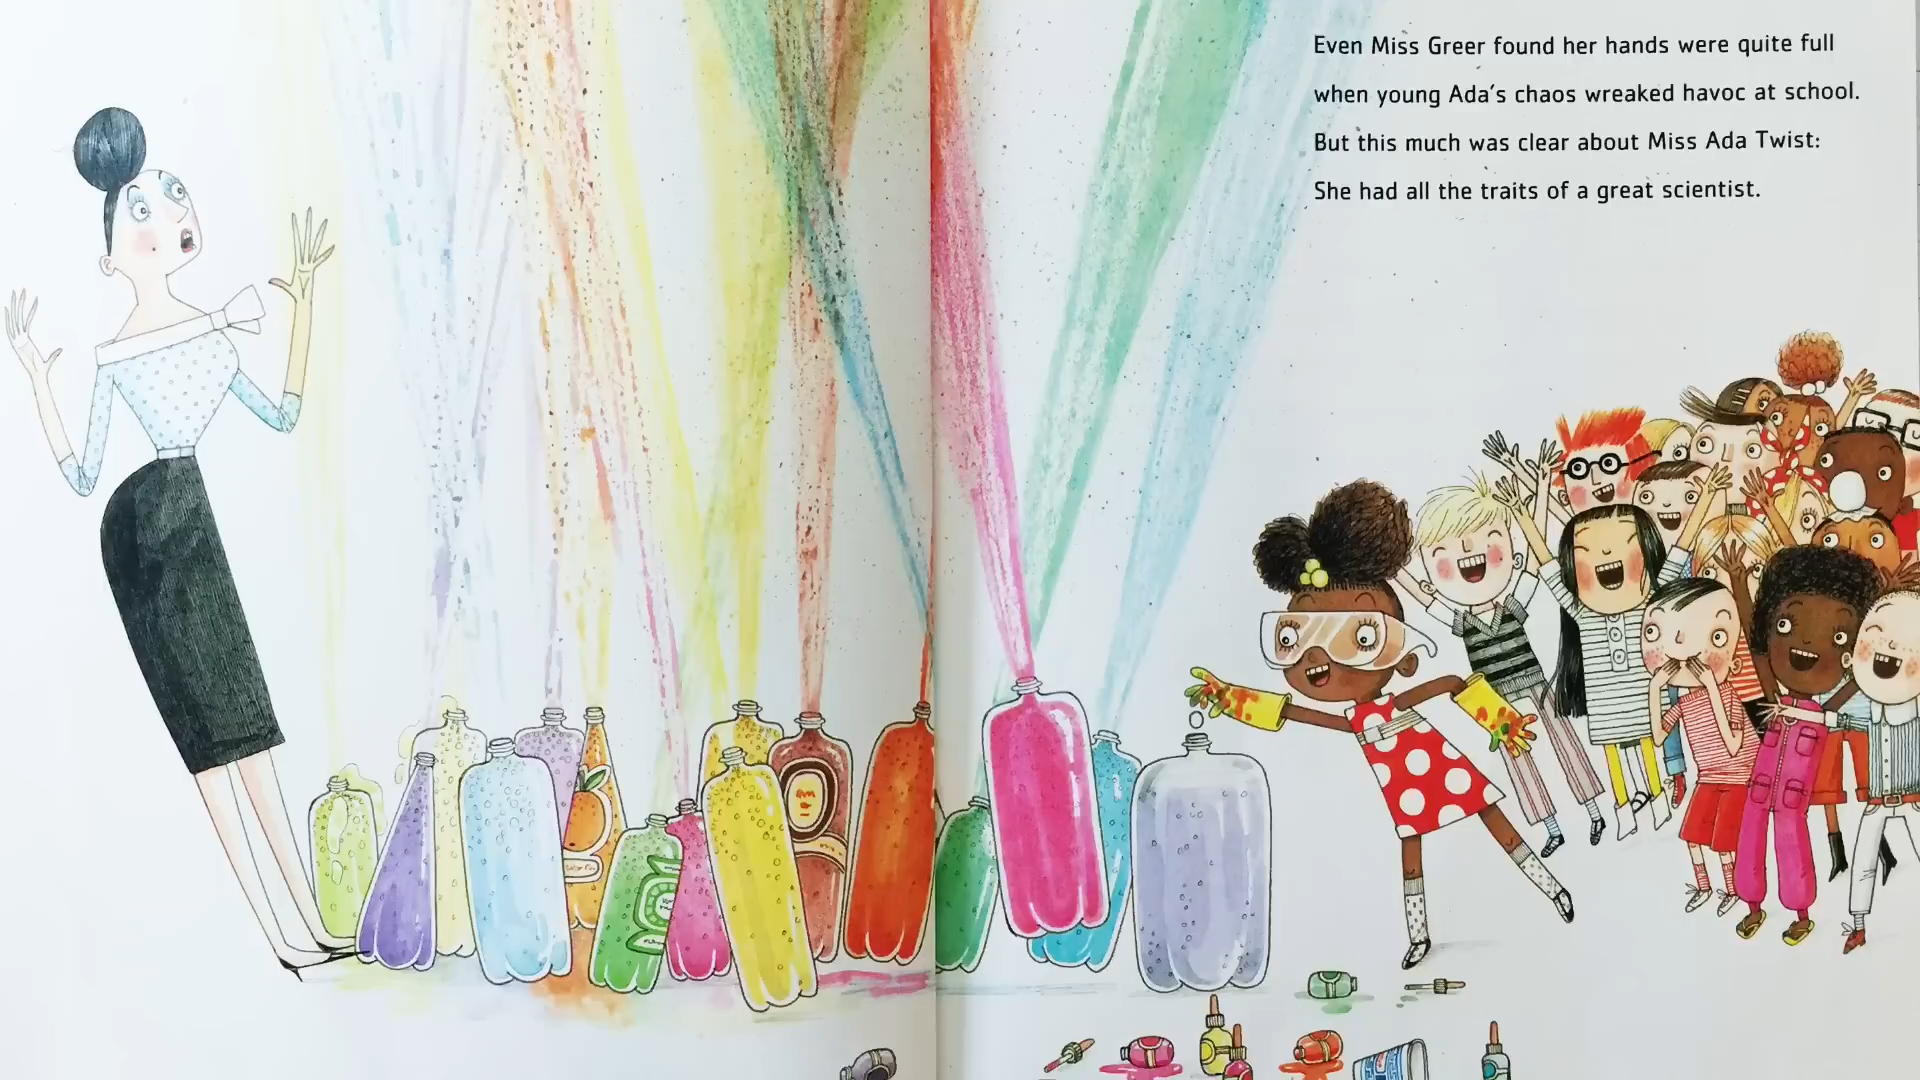 Even Miss Greer found her hands were quite full
when young Ada's chaos wreaked havoc at school.
But this much was clear about Miss Ada Twist:
She had all the traits of a great scientist.